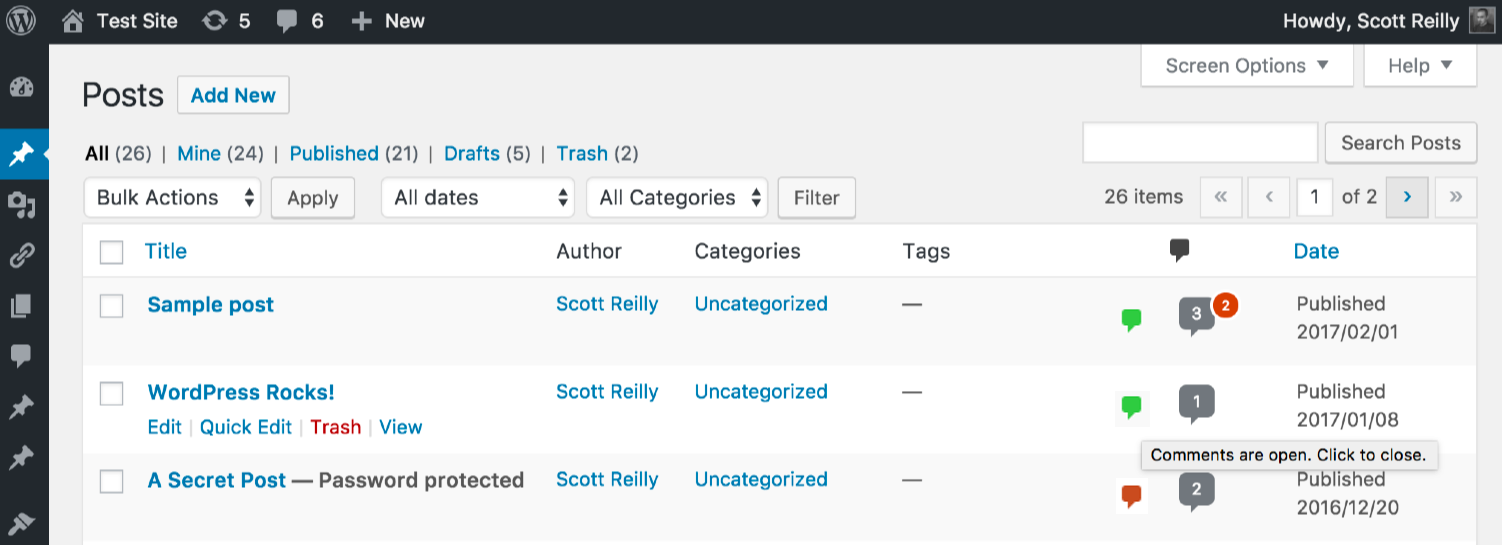 Test Site 5 6 New Howdy, Scott Reilly
Screen Options Help
Posts Add New
All (26) | Mine (24) | Published (21) | Drafts (5) | Trash (2) Search Posts
Bulk Actions Apply All dates All Categories Filter 26 items « ‹ 1 of 2 › »
Title Author Categories Tags Date
Sample post Scott Reilly Uncategorized — 3 2 Published
2017/02/01
WordPress Rocks! Scott Reilly Uncategorized — 1 Published
Edit | Quick Edit | Trash | View 2017/01/08
Comments are open. Click to close.
A Secret Post — Password protected Scott Reilly Uncategorized — 2 Published
2016/12/20